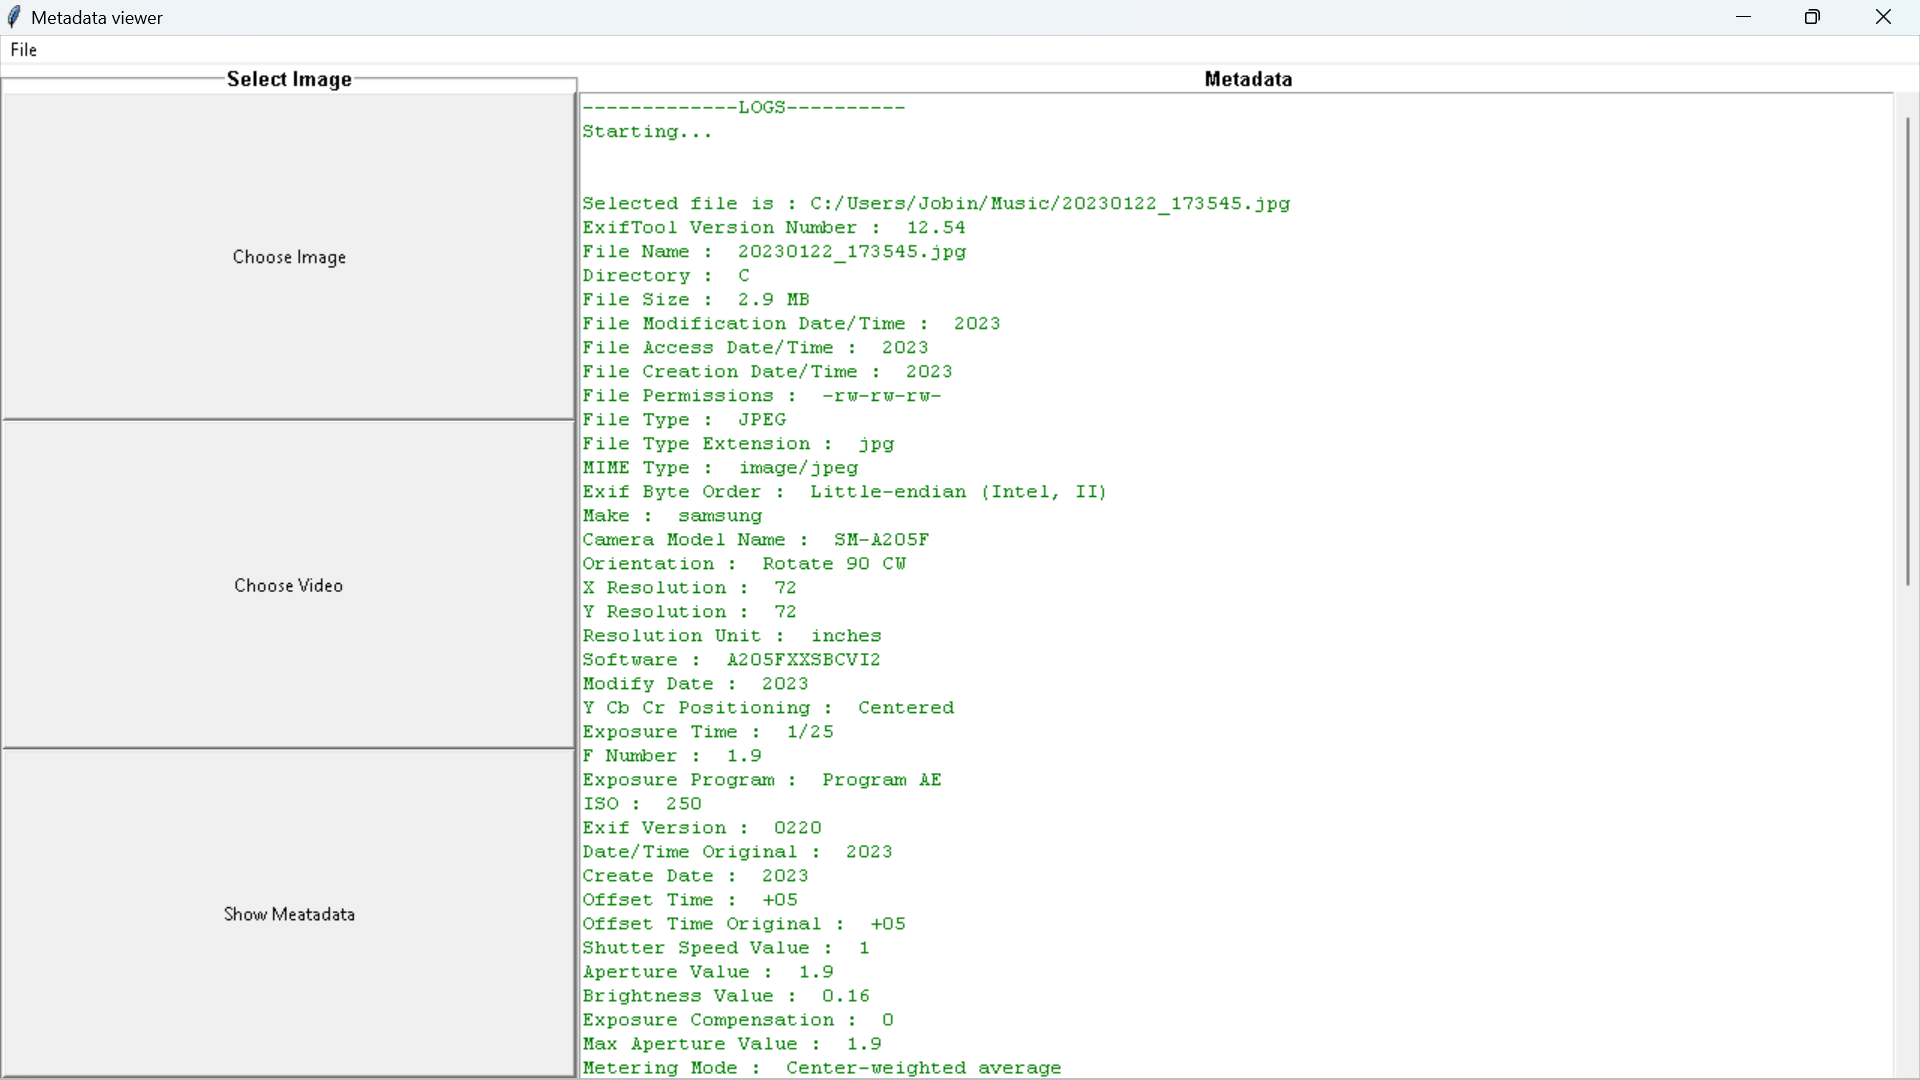 Metadata viewer
File
Select Image
Metadata
Choose Image
Choose Video
Show Meatadata
-------------LOGS----------
Starting...
Selected file is : C:/Users/Jobin/Music/20230122_173545.jpg
ExifTool Version Number :  12.54
File Name :  20230122_173545.jpg
Directory :  C
File Size :  2.9 MB
File Modification Date/Time :  2023
File Access Date/Time :  2023
File Creation Date/Time :  2023
File Permissions :  -rw-rw-rw-
File Type :  JPEG
File Type Extension :  jpg
MIME Type :  image/jpeg
Exif Byte Order :  Little-endian (Intel, II)
Make :  samsung
Camera Model Name :  SM-A205F
Orientation :  Rotate 90 CW
X Resolution :  72
Y Resolution :  72
Resolution Unit :  inches
Software :  A205FXXSBCVI2
Modify Date :  2023
Y Cb Cr Positioning :  Centered
Exposure Time :  1/25
F Number :  1.9
Exposure Program :  Program AE
ISO :  250
Exif Version :  0220
Date/Time Original :  2023
Create Date :  2023
Offset Time :  +05
Offset Time Original :  +05
Shutter Speed Value :  1
Aperture Value :  1.9
Brightness Value :  0.16
Exposure Compensation :  0
Max Aperture Value :  1.9
Metering Mode :  Center-weighted average